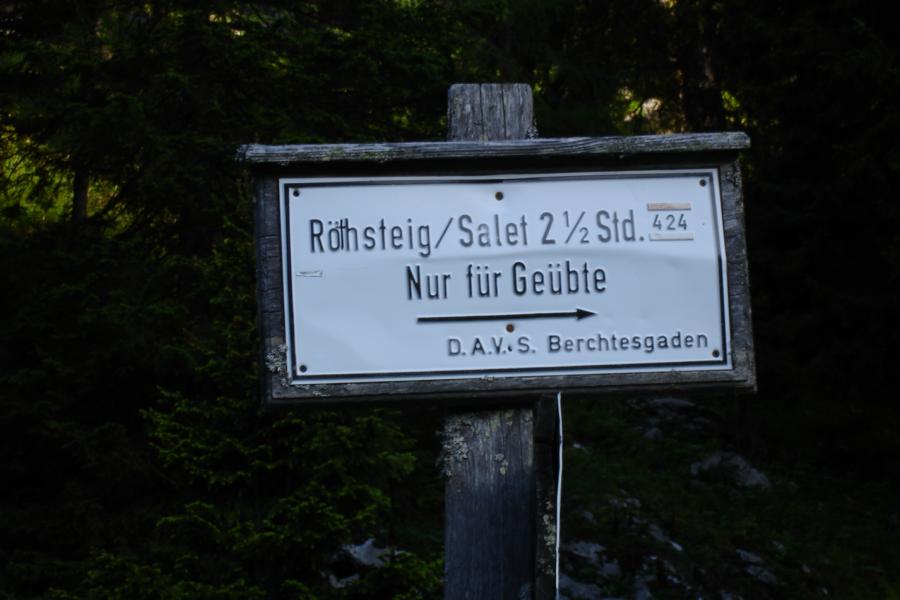 Röthsteig/Salet 2 ½ Std. 424
Nur für Geübte
D.A.V. S. Berchtesgaden